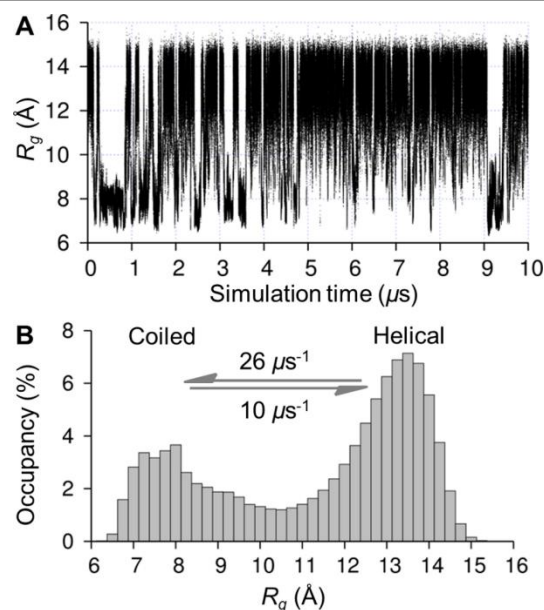 A
16
14
12
10
8
6
R_g (Å)
0 1 2 3 4 5 6 7 8 9 10
Simulation time (µs)
B
Coiled Helical
26 µs⁻¹
10 µs⁻¹
8
6
4
2
0
Occupancy (%)
6 7 8 9 10 11 12 13 14 15 16
R_g (Å)